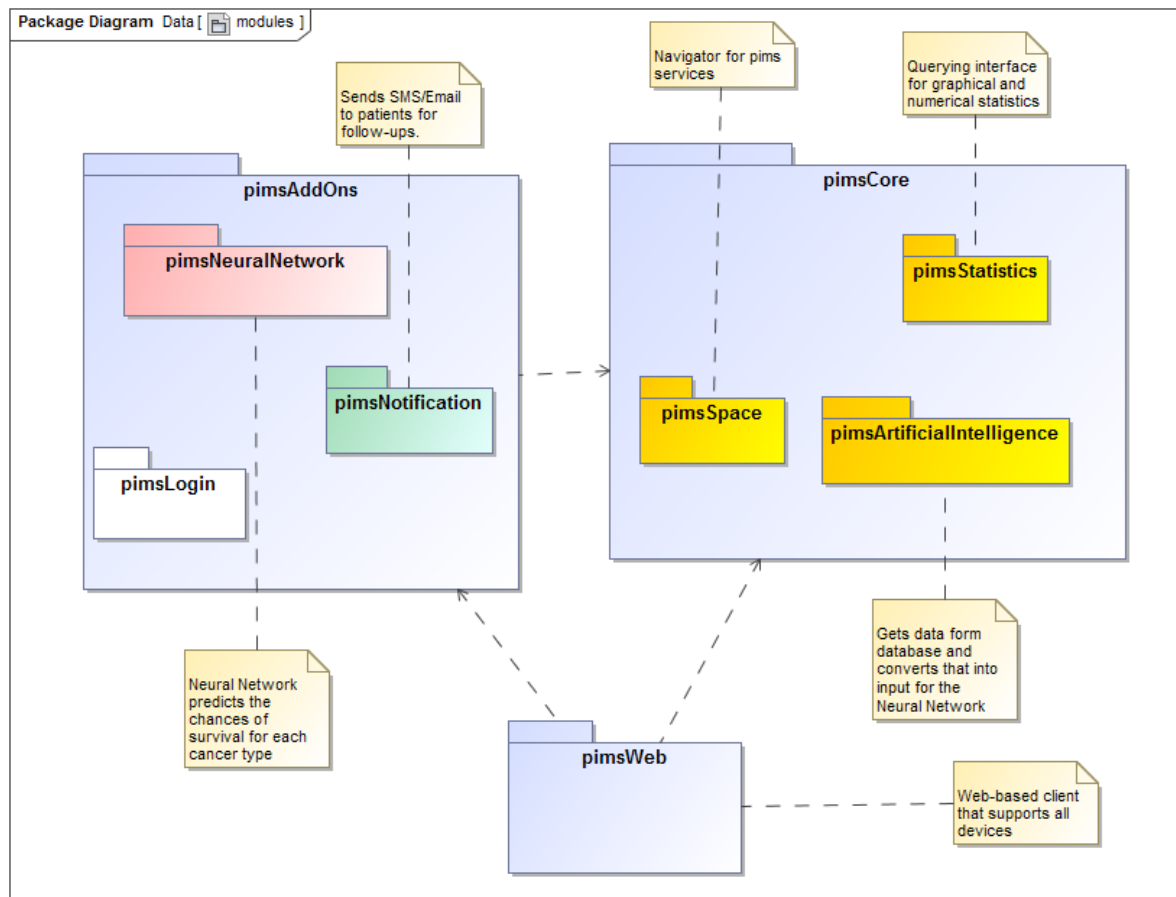 Package Diagram Data [ modules ]
Navigator for pims
services
Querying interface
for graphical and
numerical statistics
Sends SMS/Email
to patients for
follow-ups.
pimsAddOns
pimsCore
pimsNeuralNetwork
pimsStatistics
pimsNotification
pimsSpace
pimsArtificialIntelligence
pimsLogin
Gets data form
database and
converts that into
input for the
Neural Network
Neural Network
predicts the
chances of
survival for each
cancer type
pimsWeb
Web-based client
that supports all
devices